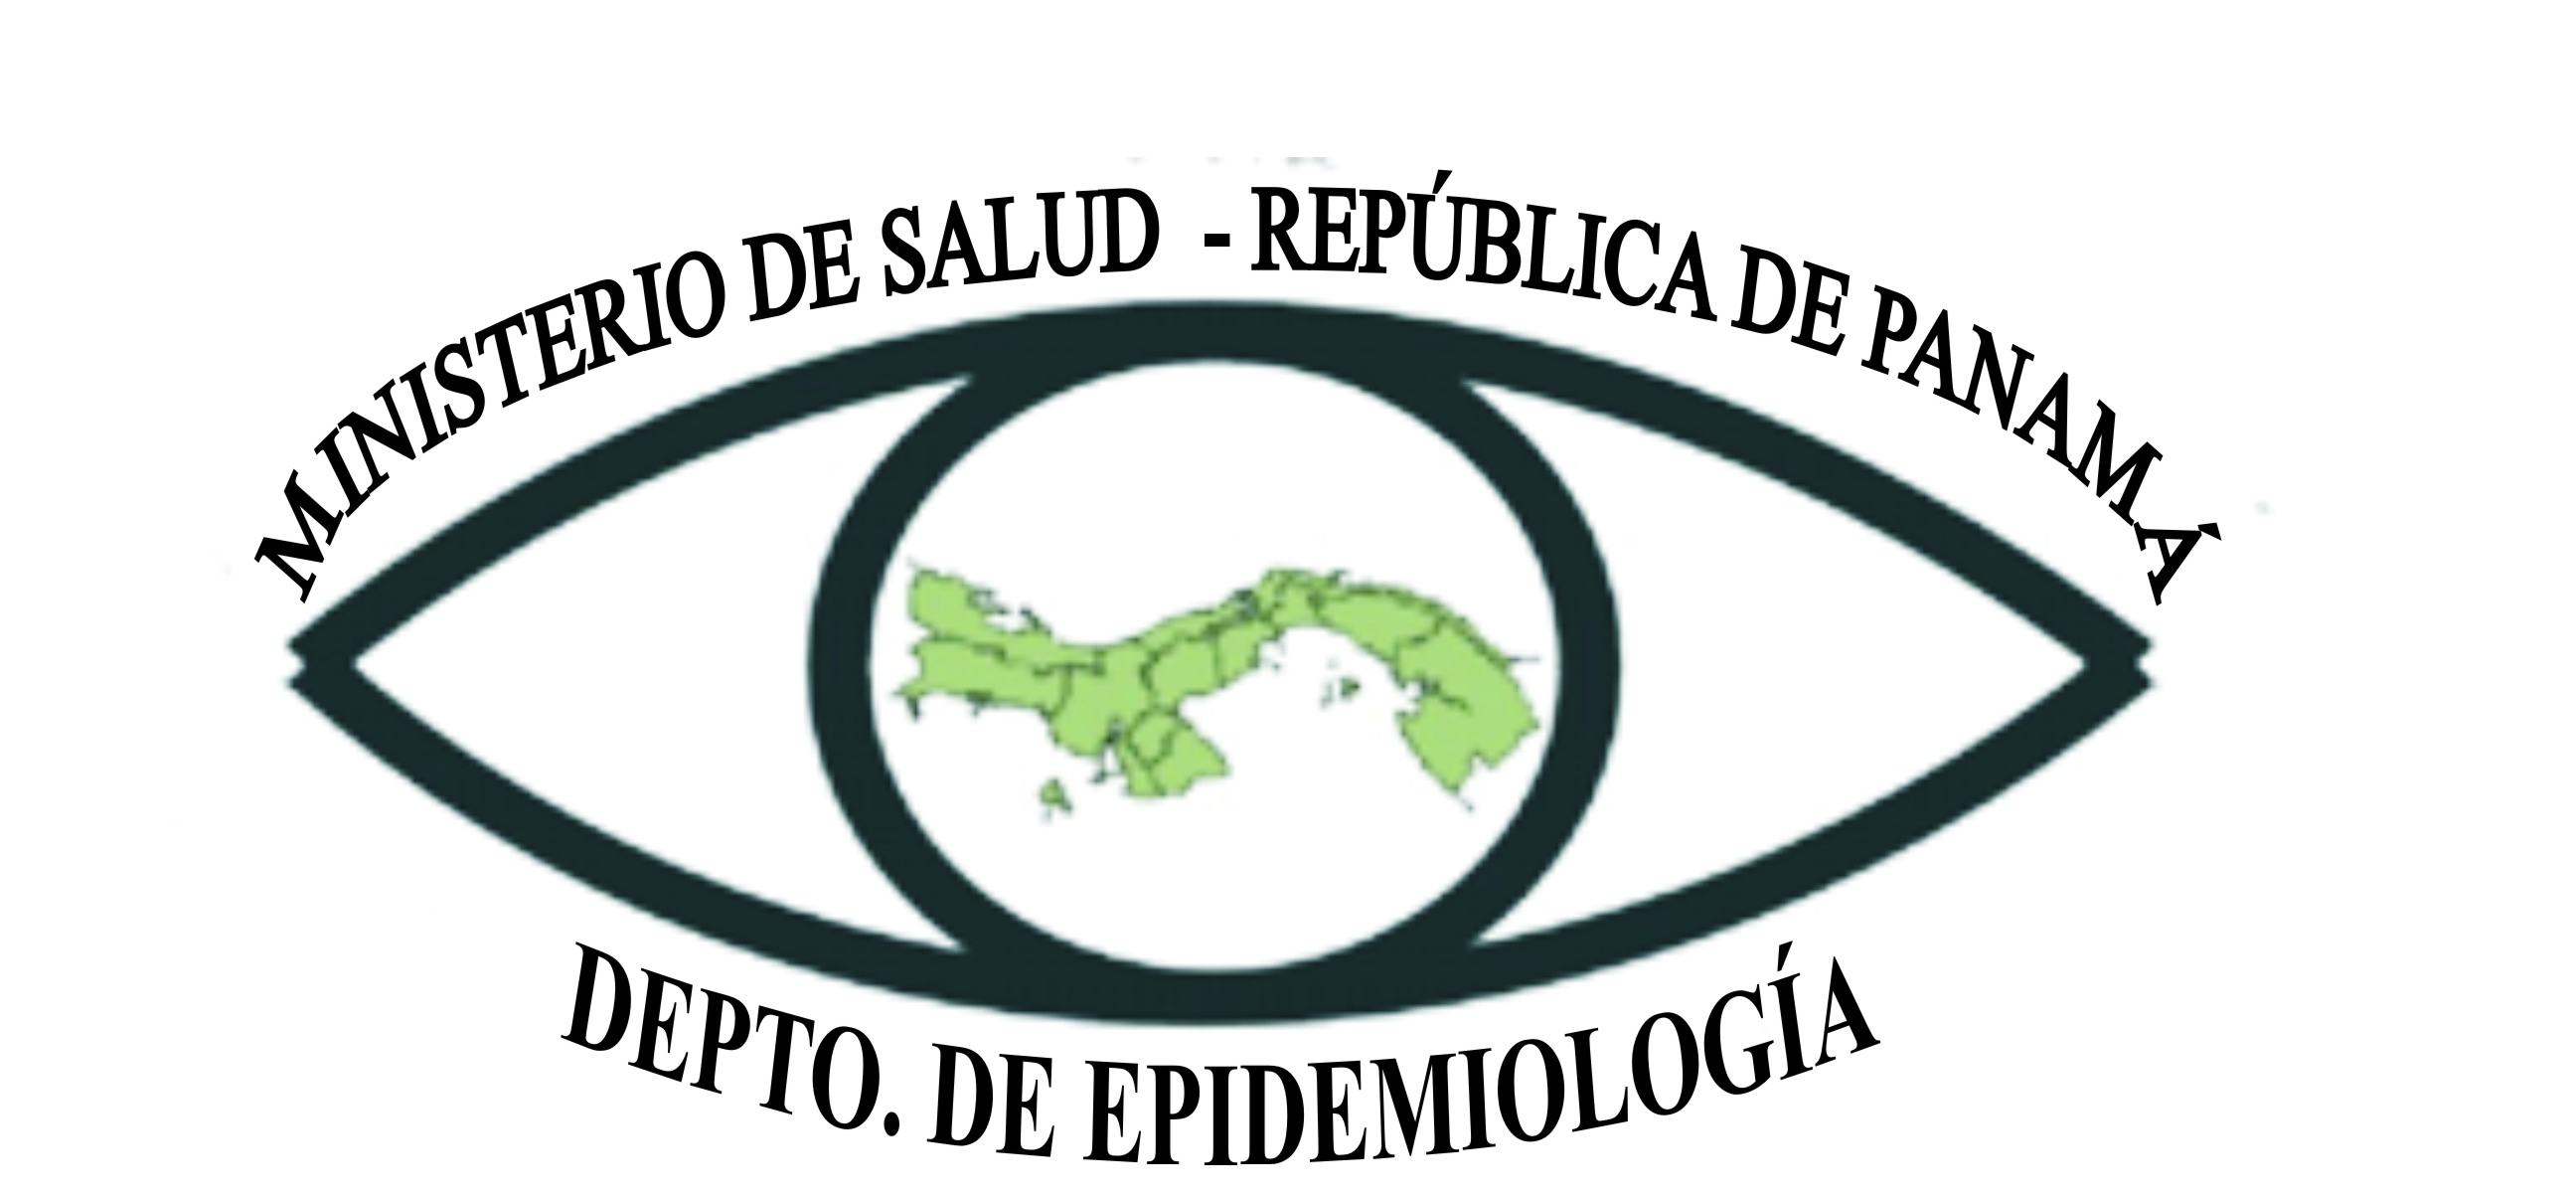 MINISTERIO DE SALUD - REPÚBLICA DE PANAMÁ
DEPTO. DE EPIDEMIOLOGÍA